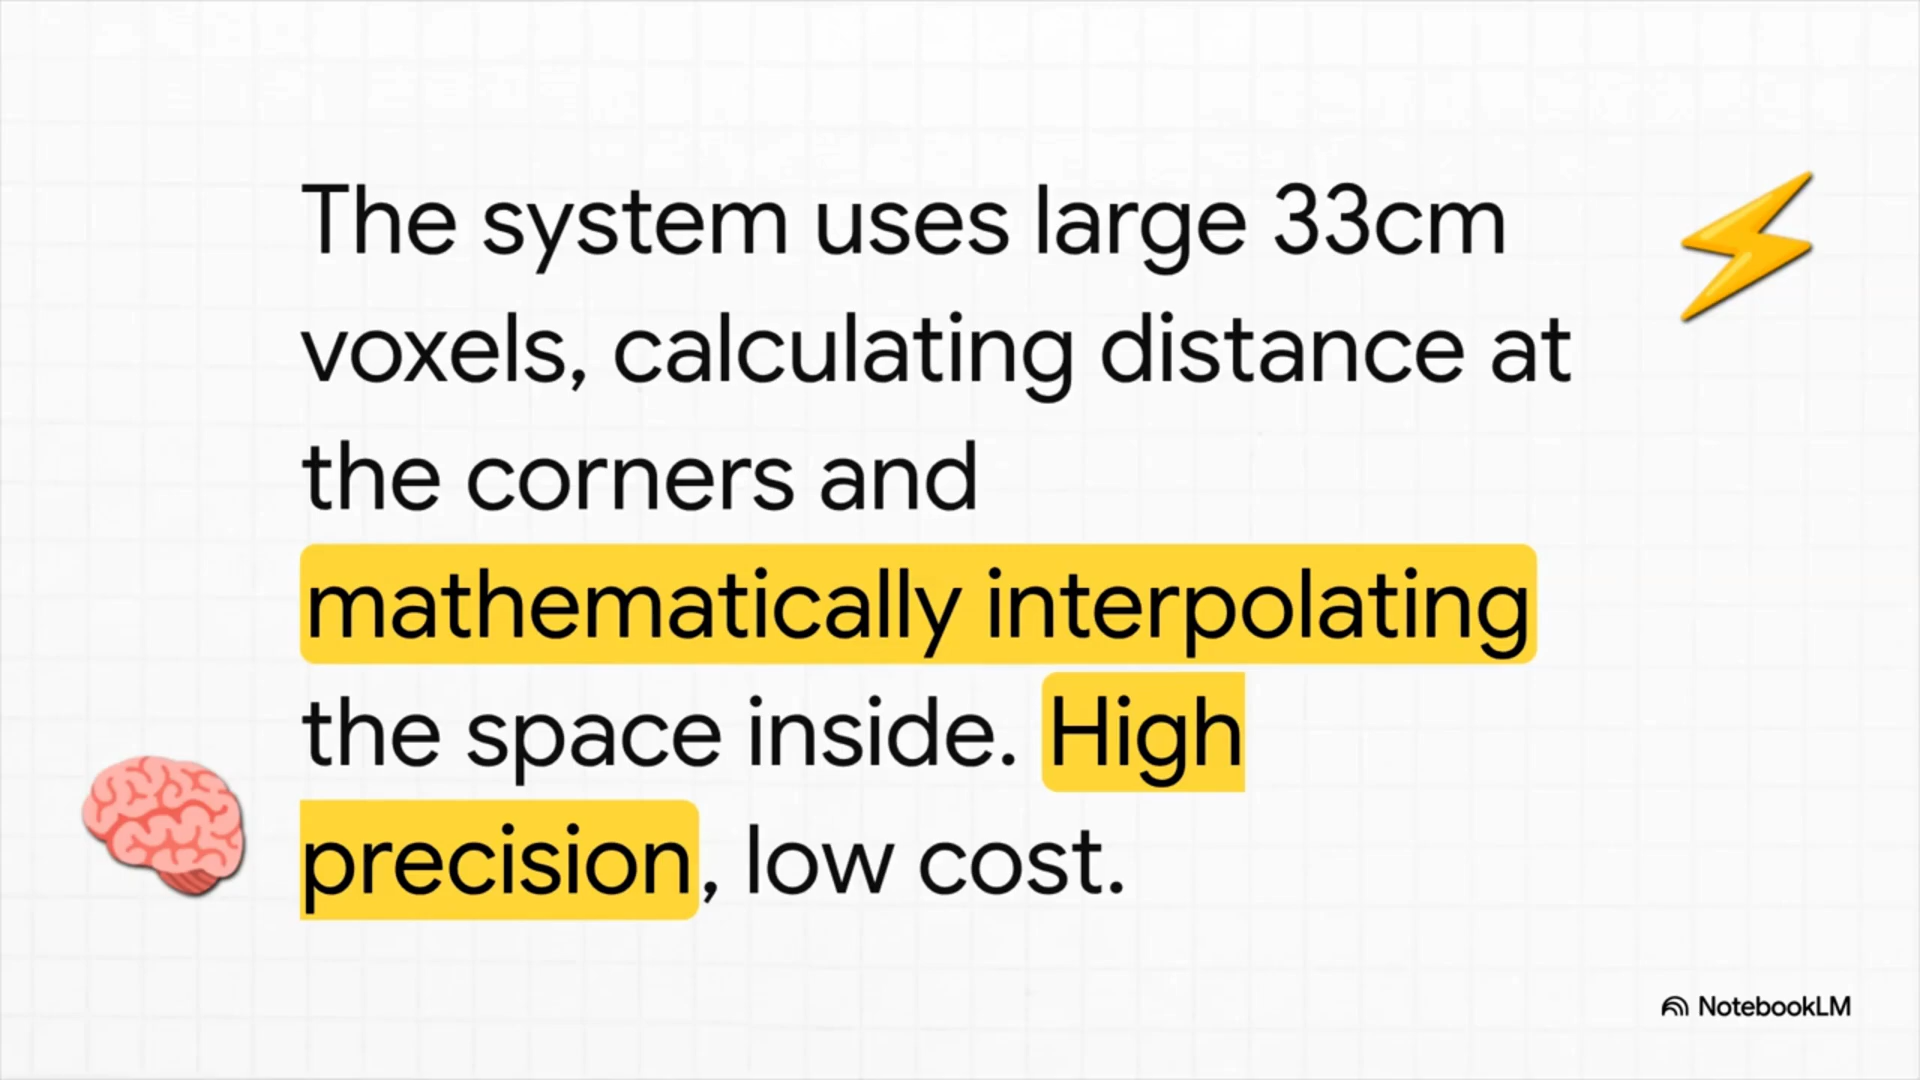 The system uses large 33cm
voxels, calculating distance at
the corners and
mathematically interpolating
the space inside. High
precision, low cost.
NotebookLM